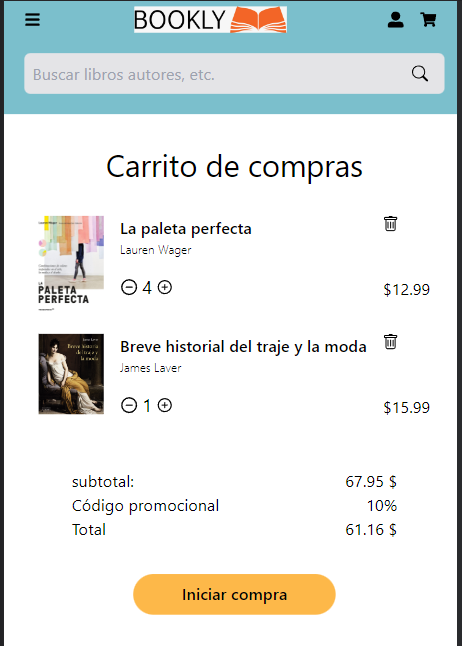 BOOKLY
Buscar libros autores, etc.
Carrito de compras
La paleta perfecta
Lauren Wager
4
$12.99
LA
PALETA
PERFECTA
Breve historial del traje y la moda
James Laver
1
$15.99
James Laver
Breve historia
del traje y
la moda
subtotal:
67.95 $
Código promocional
10%
Total
61.16 $
Iniciar compra